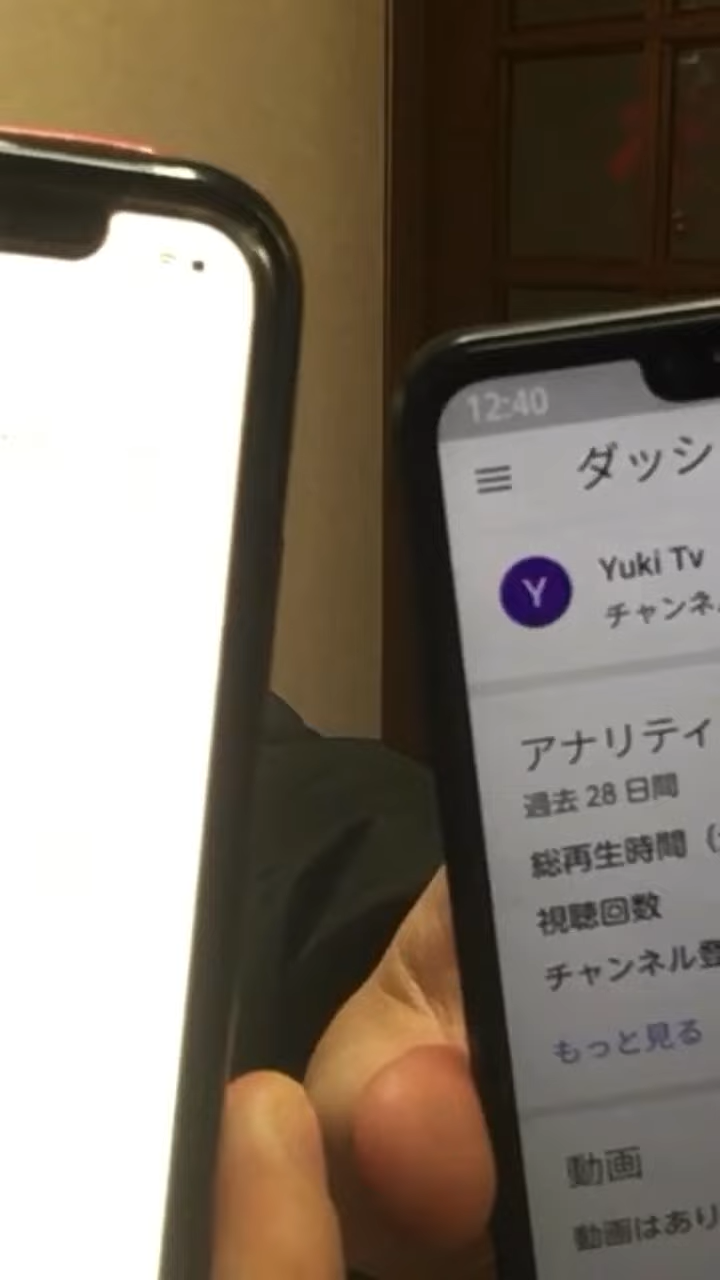 12:40
ダッシ
Y
Yuki Tv
チャンネ
アナリティ
過去 28 日間
総再生時間 (
視聴回数
チャンネル登
もっと見る
動画
動画はあり